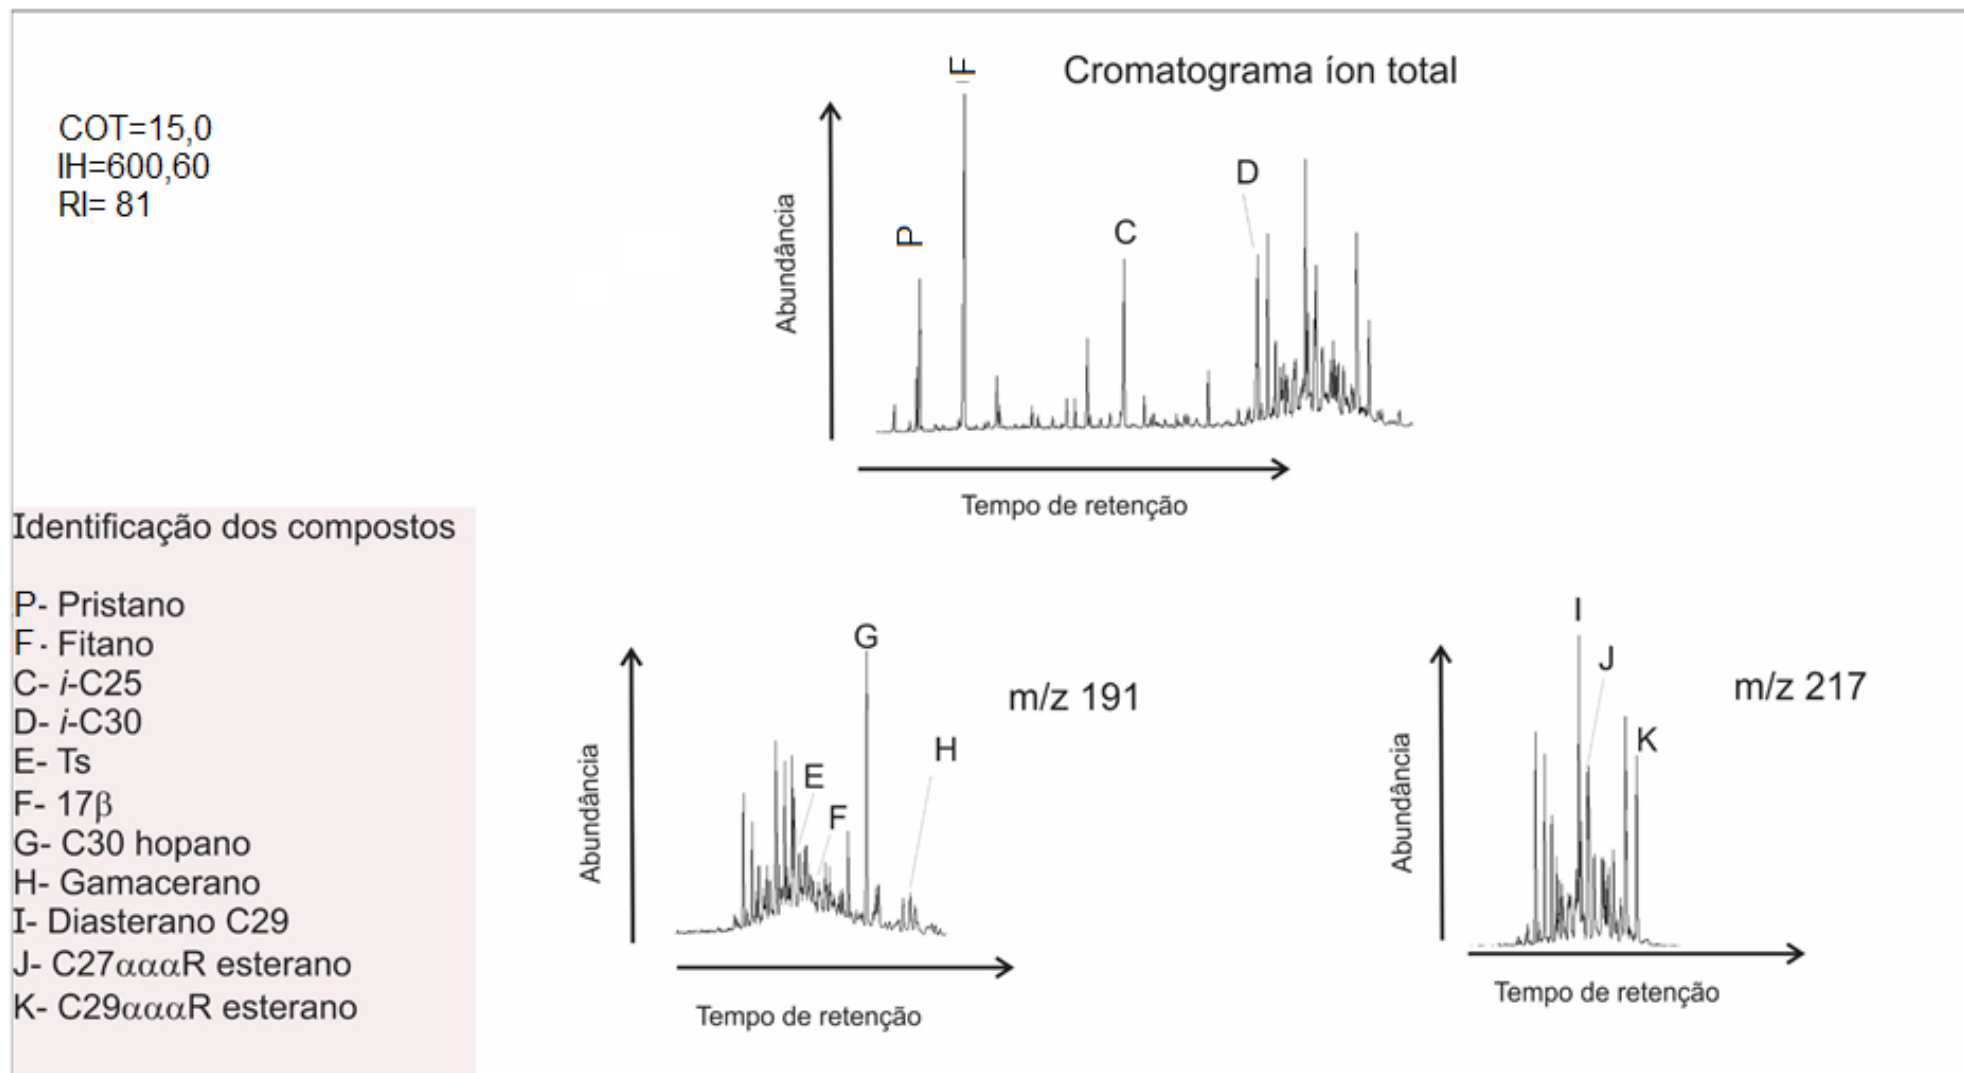 COT=15,0
IH=600,60
RI= 81
Cromatograma íon total
F
P
C
D
Abundância
Tempo de retenção
Identificação dos compostos
P- Pristano
F- Fitano
C- i-C25
D- i-C30
E- Ts
F- 17β
G- C30 hopano
H- Gamacerano
I- Diasterano C29
J- C27αααR esterano
K- C29αααR esterano
m/z 191
G
H
E
F
Abundância
Tempo de retenção
m/z 217
I
J
K
Abundância
Tempo de retenção